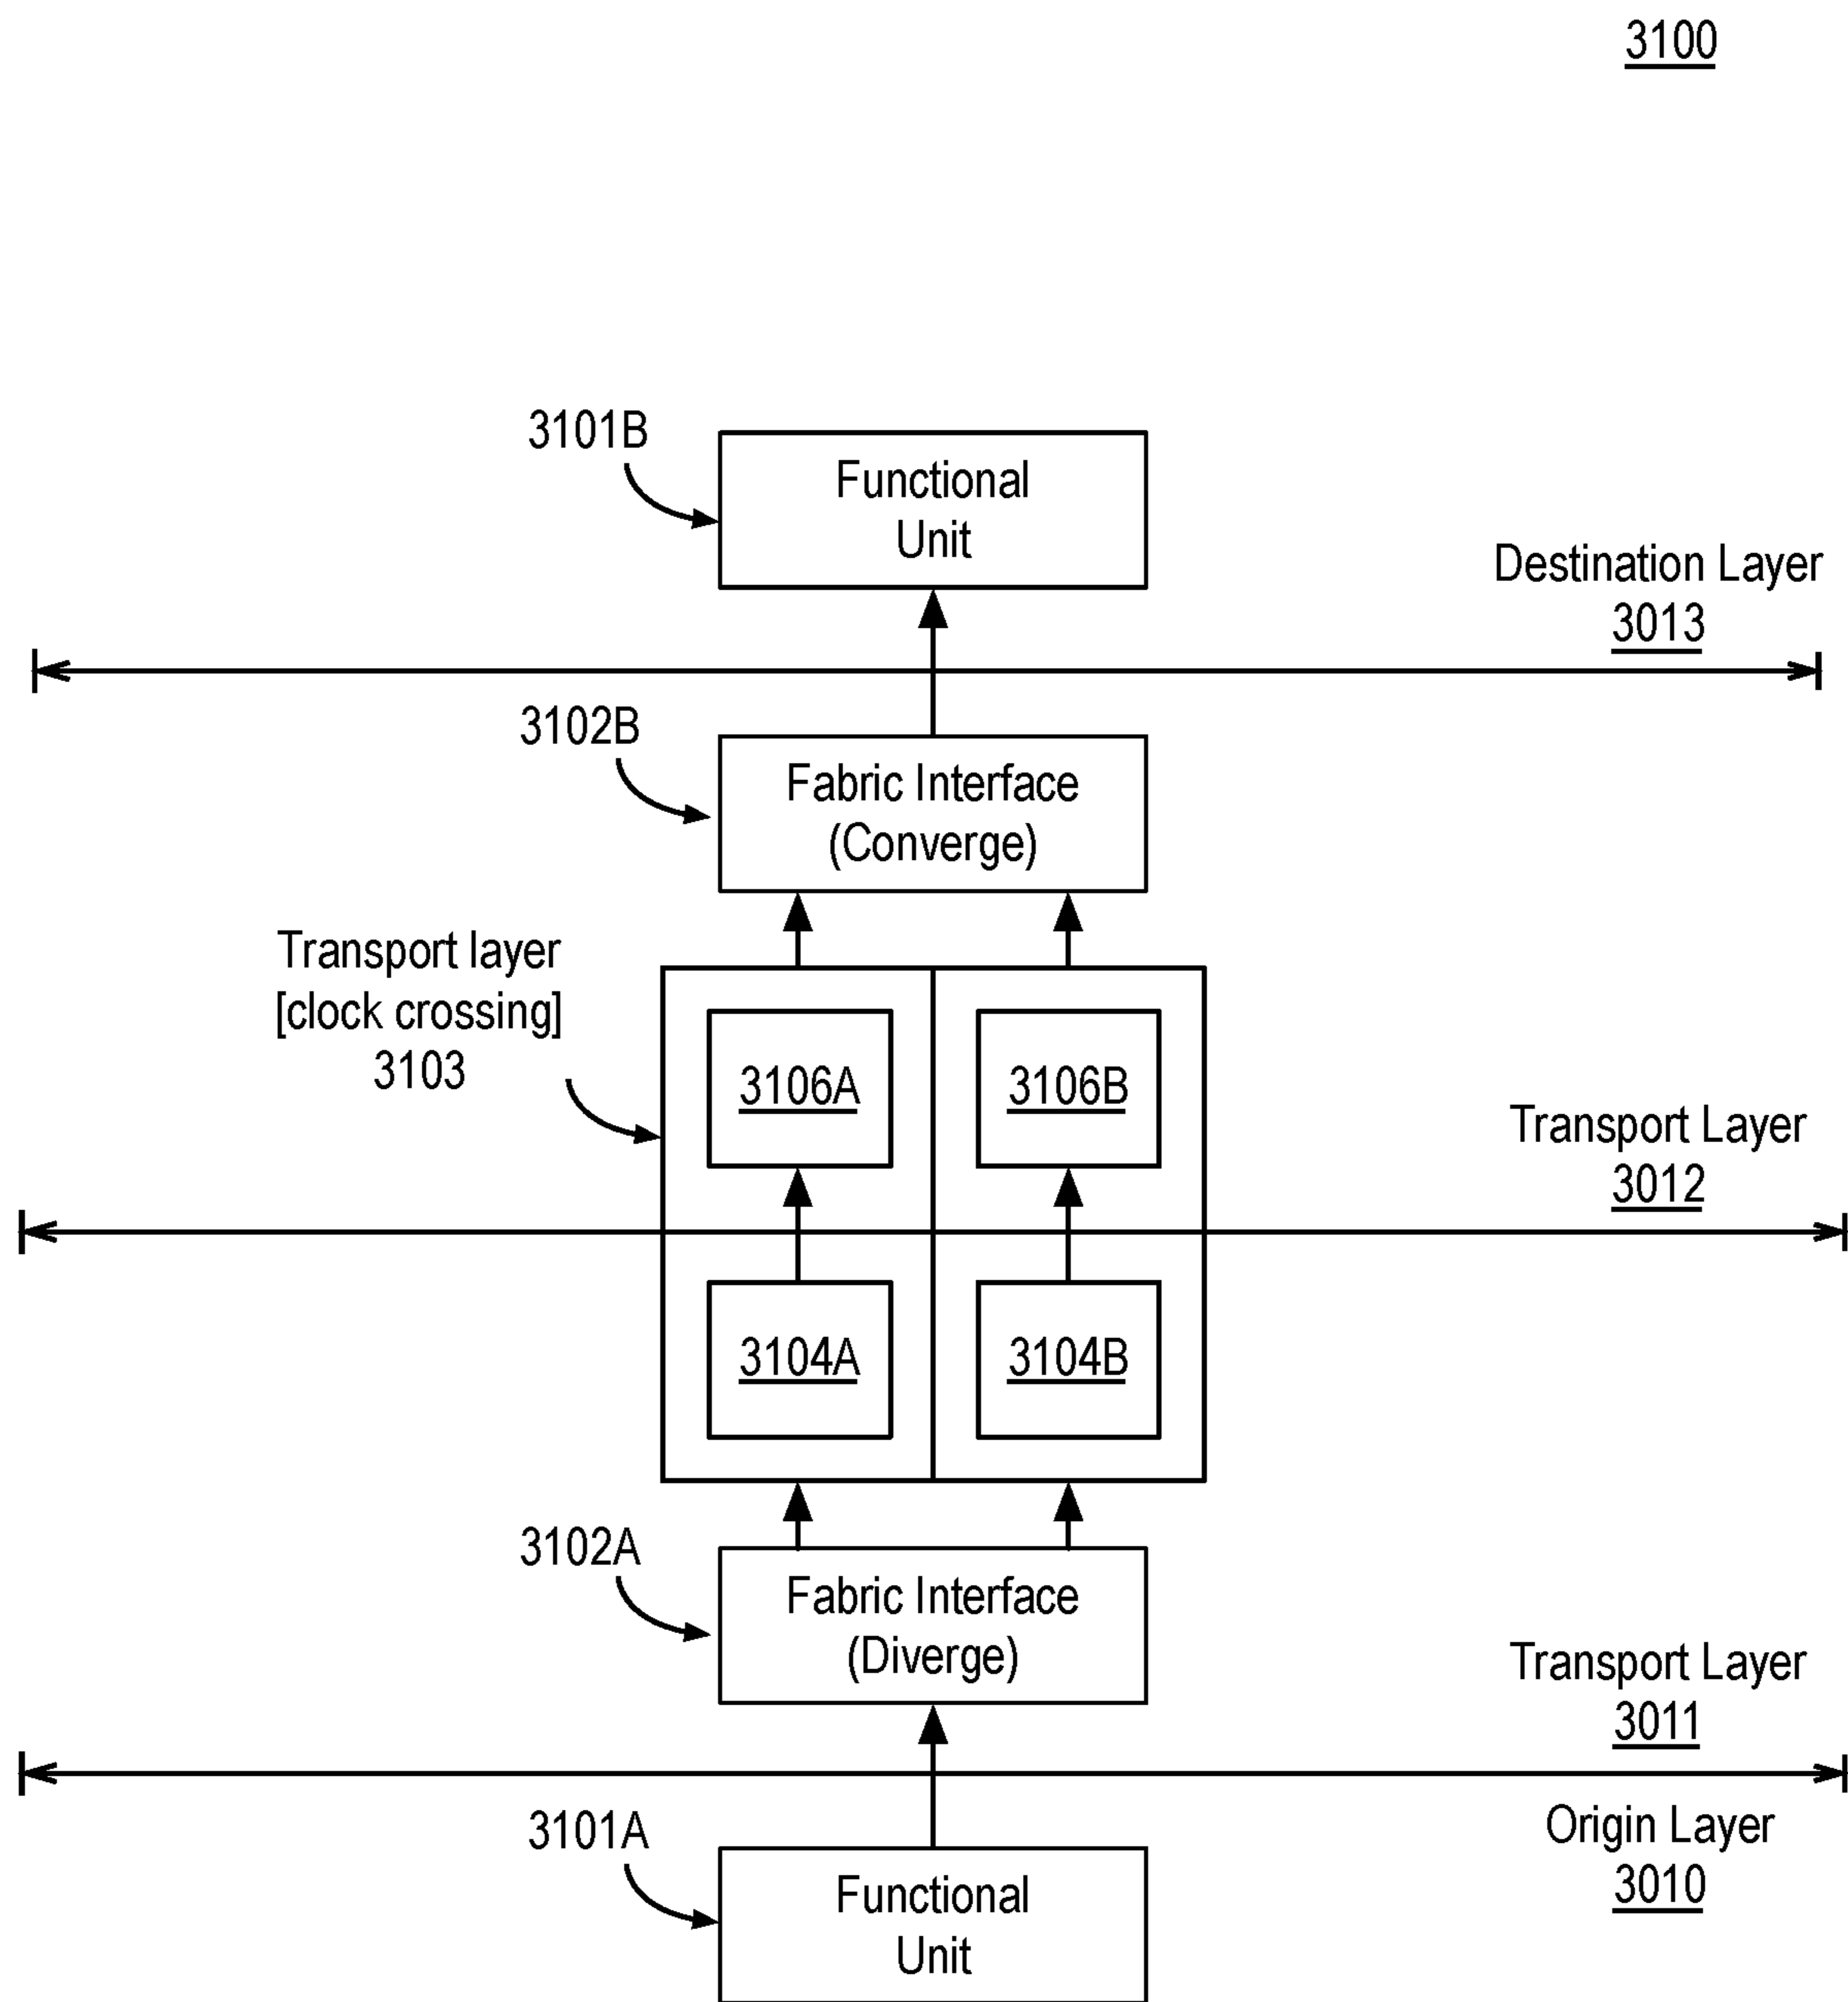 3100
3101B
Functional
Unit
Destination Layer
3013
3102B
Fabric Interface
(Converge)
Transport layer
[clock crossing]
3103
3106A
3106B
Transport Layer
3012
3104A
3104B
3102A
Fabric Interface
(Diverge)
Transport Layer
3011
3101A
Origin Layer
3010
Functional
Unit